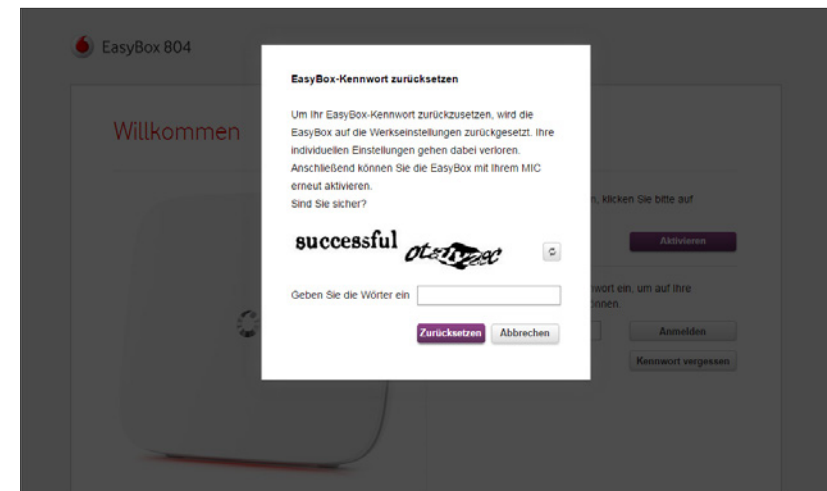 EasyBox 804
Willkommen
EasyBox-Kennwort zurücksetzen
Um Ihr EasyBox-Kennwort zurückzusetzen, wird die
EasyBox auf die Werkseinstellungen zurückgesetzt. Ihre
individuellen Einstellungen gehen dabei verloren.
Anschließend können Sie die EasyBox mit Ihrem MIC
erneut aktivieren.
Sind Sie sicher?
successful
Geben Sie die Wörter ein
Zurücksetzen Abbrechen
n, klicken Sie bitte auf
Aktivieren
nwort ein, um auf Ihre
önnen.
Anmelden
Kennwort vergessen